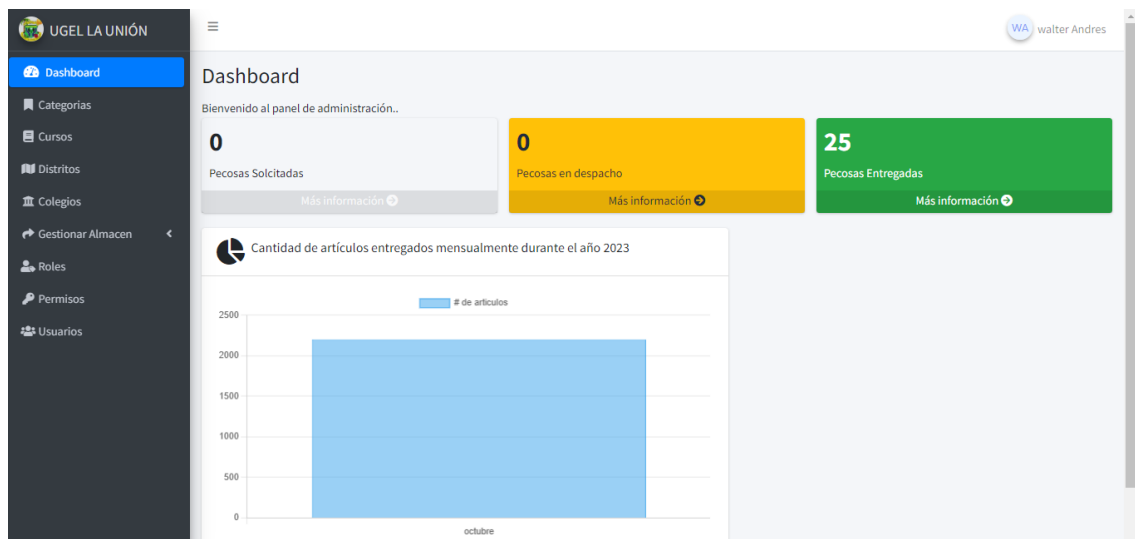 UGEL LA UNIÓN
WA walter Andres
Dashboard
Categorias
Cursos
Distritos
Colegios
Gestionar Almacen
Roles
Permisos
Usuarios
Dashboard
Bienvenido al panel de administración..
0
Pecosas Solcitadas
Más información
0
Pecosas en despacho
Más información
25
Pecosas Entregadas
Más información
Cantidad de artículos entregados mensualmente durante el año 2023
# de articulos
2500
2000
1500
1000
500
0
octubre